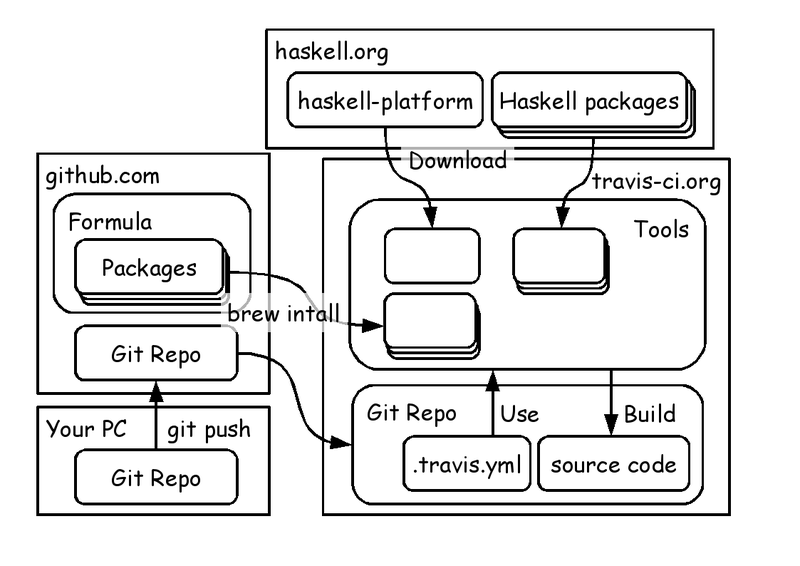 haskell.org
haskell-platform
Haskell packages
Download
github.com
travis-ci.org
Formula
Tools
Packages
brew intall
Git Repo
Git Repo
Use
Build
Your PC
git push
.travis.yml
source code
Git Repo